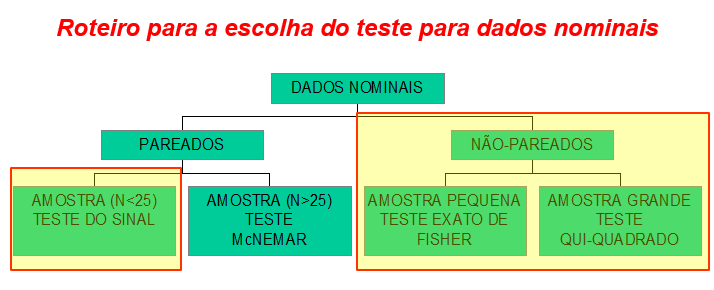 Roteiro para a escolha do teste para dados nominais
DADOS NOMINAIS
PAREADOS
NÃO-PAREADOS
AMOSTRA (N<25)
TESTE DO SINAL
AMOSTRA (N>25)
TESTE
McNEMAR
AMOSTRA PEQUENA
TESTE EXATO DE
FISHER
AMOSTRA GRANDE
TESTE
QUI-QUADRADO